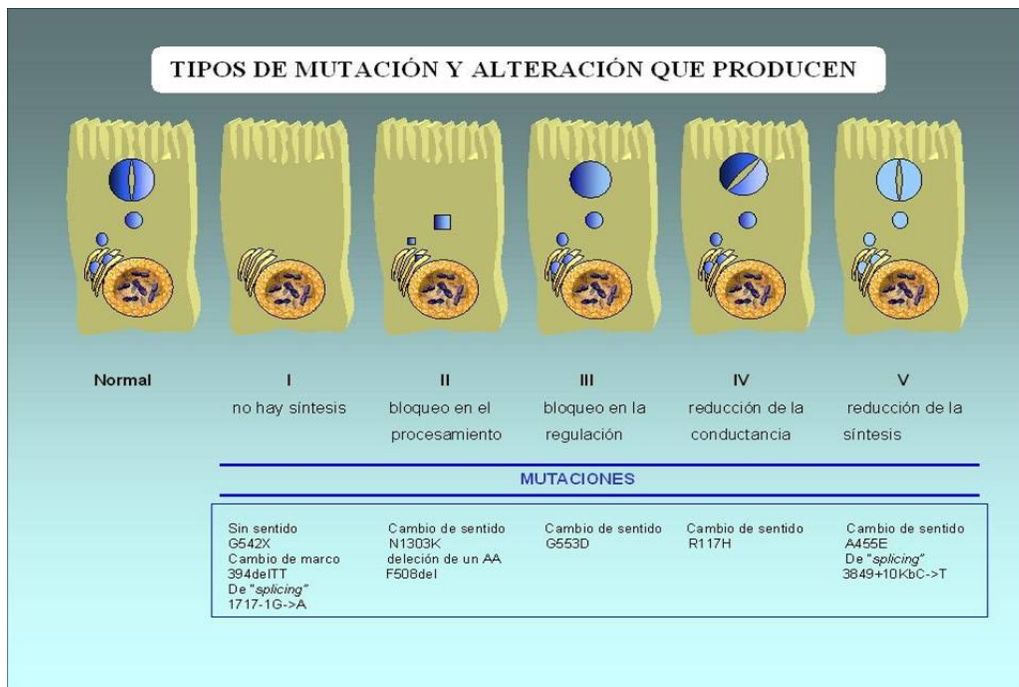 TIPOS DE MUTACIÓN Y ALTERACIÓN QUE PRODUCEN
Normal
I
no hay síntesis
II
bloqueo en el
procesamiento
III
bloqueo en la
regulación
IV
reducción de la
conductancia
V
reducción de la
síntesis
MUTACIONES
Sin sentido
G542X
Cambio de marco
394delTT
De "splicing"
1717-1G->A
Cambio de sentido
N1303K
deleción de un AA
F508del
Cambio de sentido
G553D
Cambio de sentido
R117H
Cambio de sentido
A455E
De "splicing"
3849+10KbC->T